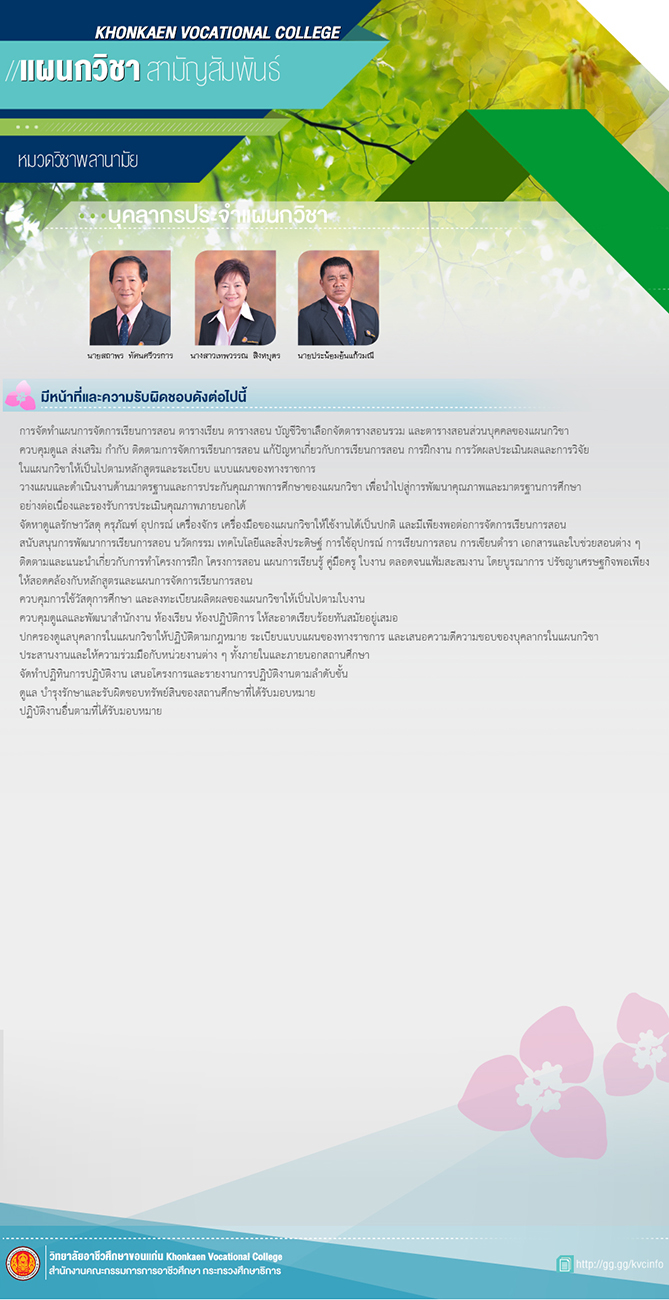 KHONKAEN VOCATIONAL COLLEGE
//แผนกวิชา สามัญสัมพันธ์
หมวดวิชาพลานามัย
บุคลากรประจำแผนกวิชา
นายสถาพร ทัศนศรีวรการ นางสาวเทพวรรณ สิงหบุตร นายประน้อมอ้นแก้วมณี
มีหน้าที่และความรับผิดชอบดังต่อไปนี้
การจัดทำแผนการจัดการเรียนการสอน ตารางเรียน ตารางสอน บัญชีวิชาเลือกจัดตารางสอนรวม และตารางสอนส่วนบุคคลของแผนกวิชา
ควบคุมดูแล ส่งเสริม กำกับ ติดตามการจัดการเรียนการสอน แก้ปัญหาเกี่ยวกับการเรียนการสอน การฝึกงาน การวัดผลประเมินผลและการวิจัย
ในแผนกวิชาให้เป็นไปตามหลักสูตรและระเบียบ แบบแผนของทางราชการ
วางแผนและดำเนินงานด้านมาตรฐานและการประกันคุณภาพการศึกษาของแผนกวิชา เพื่อนำไปสู่การพัฒนาคุณภาพและมาตรฐานการศึกษา
อย่างต่อเนื่องและรองรับการประเมินคุณภาพภายนอกได้
จัดหาดูแลรักษาวัสดุ ครุภัณฑ์ อุปกรณ์ เครื่องจักร เครื่องมือของแผนกวิชาให้ใช้งานได้เป็นปกติ และมีเพียงพอต่อการจัดการเรียนการสอน
สนับสนุนการพัฒนาการเรียนการสอน นวัตกรรม เทคโนโลยีและสิ่งประดิษฐ์ การใช้อุปกรณ์ การเรียนการสอน การเขียนตำรา เอกสารและใบช่วยสอนต่าง ๆ
ติดตามและแนะนำเกี่ยวกับการทำโครงการฝึก โครงการสอน แผนการเรียนรู้ คู่มือครู ใบงาน ตลอดจนแฟ้มสะสมงาน โดยบูรณาการ ปรัชญาเศรษฐกิจพอเพียง
ให้สอดคล้องกับหลักสูตรและแผนการจัดการเรียนการสอน
ควบคุมการใช้วัสดุการศึกษา และลงทะเบียนผลิตผลของแผนกวิชาให้เป็นไปตามใบงาน
ควบคุมดูแลและพัฒนาสำนักงาน ห้องเรียน ห้องปฏิบัติการ ให้สะอาดเรียบร้อยทันสมัยอยู่เสมอ
ปกครองดูแลบุคลากรในแผนกวิชาให้ปฏิบัติตามกฎหมาย ระเบียบแบบแผนของทางราชการ และเสนอความดีความชอบของบุคลากรในแผนกวิชา
ประสานงานและให้ความร่วมมือกับหน่วยงานต่าง ๆ ทั้งภายในและภายนอกสถานศึกษา
จัดทำปฏิทินการปฏิบัติงาน เสนอโครงการและรายงานการปฏิบัติงานตามลำดับชั้น
ดูแล บำรุงรักษาและรับผิดชอบทรัพย์สินของสถานศึกษาที่ได้รับมอบหมาย
ปฏิบัติงานอื่นตามที่ได้รับมอบหมาย
วิทยาลัยอาชีวศึกษาขอนแก่น Khonkaen Vocational College
สำนักงานคณะกรรมการการอาชีวศึกษา กระทรวงศึกษาธิการ
http://gg.gg/kvcinfo